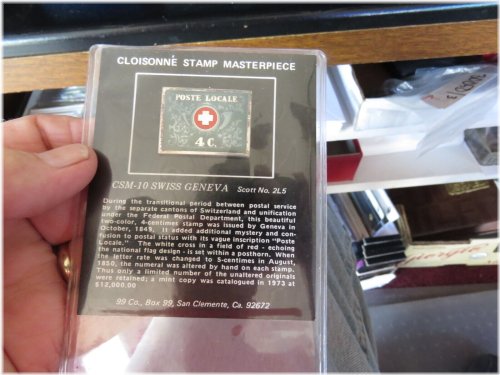 CLOISONNÉ STAMP MASTERPIECE
POSTE LOCALE
4 C.
CSM-10 SWISS GENEVA Scott No. 2L5
During the transitional period between postal service
by the separate cantons of Switzerland and unification
under the Federal Postal Department, this beautiful
two-color, 4-centimes stamp was issued by Geneva in
October, 1849. It added additional mystery and con-
fusion to postal status with its vague inscription "Poste
Locale." The white cross in a field of red - echoing
the national flag design - is set within a posthorn. When
the letter rate was changed to 5-centimes in August,
1850, the numeral was altered by hand on each stamp.
Thus only a limited number of the unaltered originals
were retained; a mint copy was catalogued in 1973 at
$12,000.00
99 Co., Box 99, San Clemente, Ca. 92672